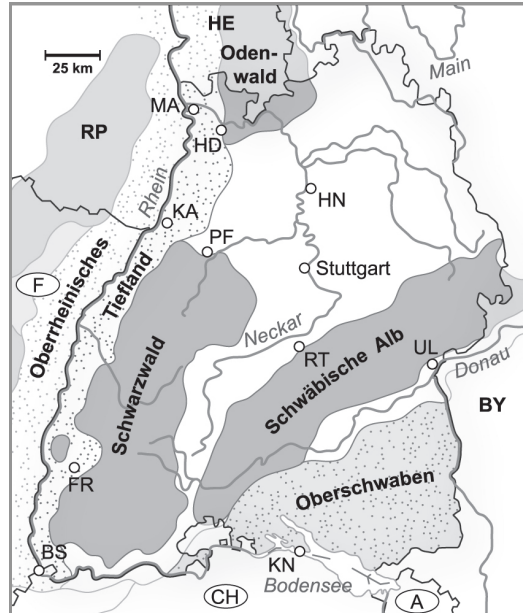 HE
Oden-
wald
25 km
Main
MA
RP
HD
Rhein
HN
KA
PF
Oberrheinisches
Tiefland
F
Stuttgart
Neckar
Schwarzwald
RT
Schwäbische Alb
UL
Donau
BY
FR
Oberschwaben
BS
KN
Bodensee
CH
A